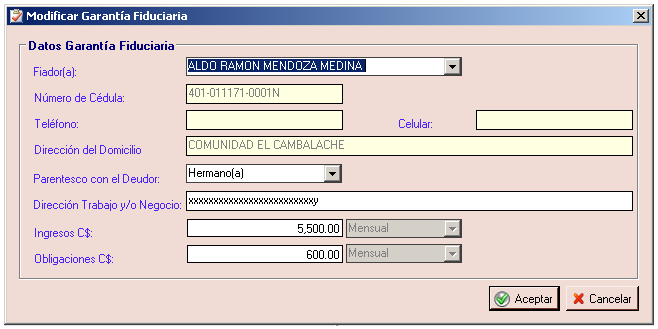 Modificar Garantía Fiduciaria
Datos Garantía Fiduciaria
Fiador(a): ALDO RAMON MENDOZA MEDINA
Número de Cédula: 401-011171-0001N
Teléfono: Celular:
Dirección del Domicilio COMUNIDAD EL CAMBALACHE
Parentesco con el Deudor: Hermano(a)
Dirección Trabajo y/o Negocio: xxxxxxxxxxxxxxxxxxxxxxxxxy
Ingresos C$: 5,500.00 Mensual
Obligaciones C$: 600.00 Mensual
Aceptar Cancelar